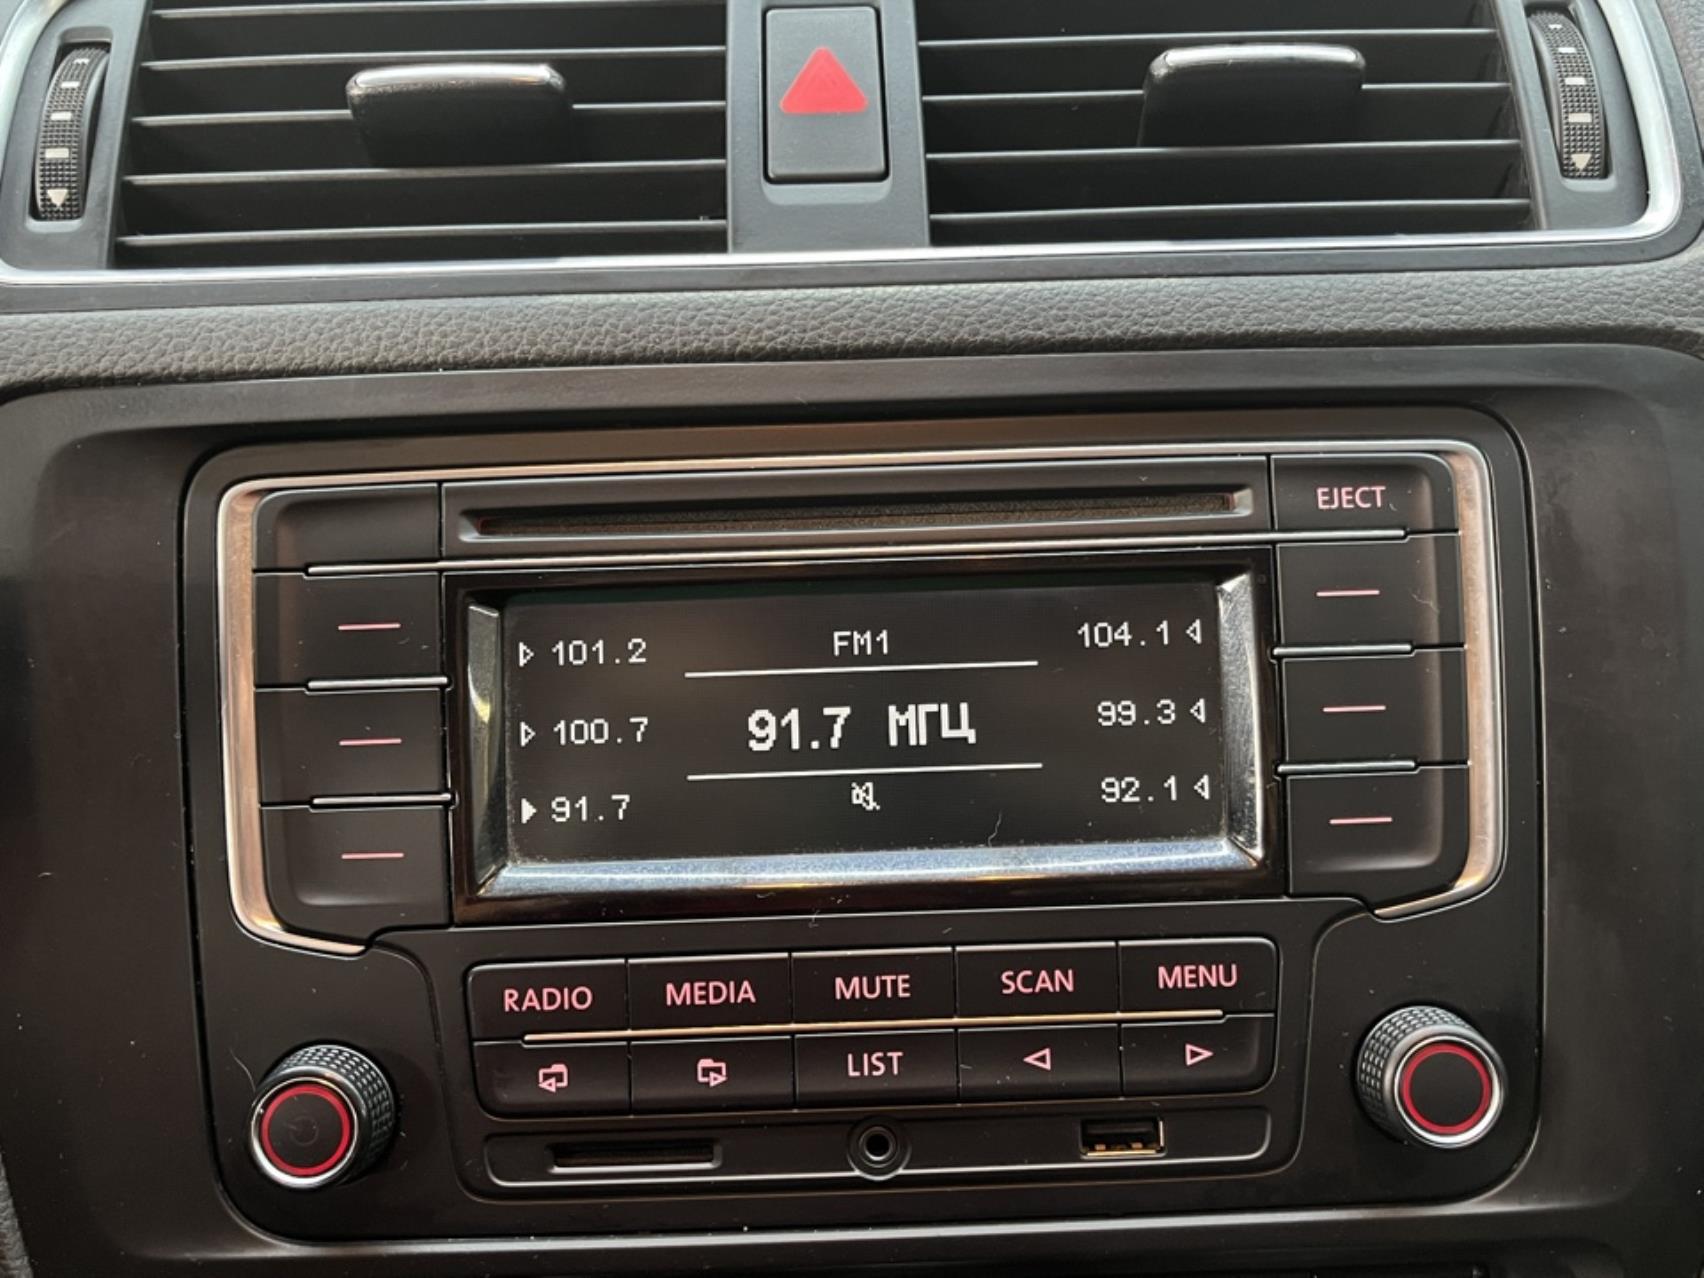 EJECT
101.2 FM1 104.1
100.7 91.7 МГЦ 99.3
91.7 92.1
RADIO MEDIA MUTE SCAN MENU
LIST